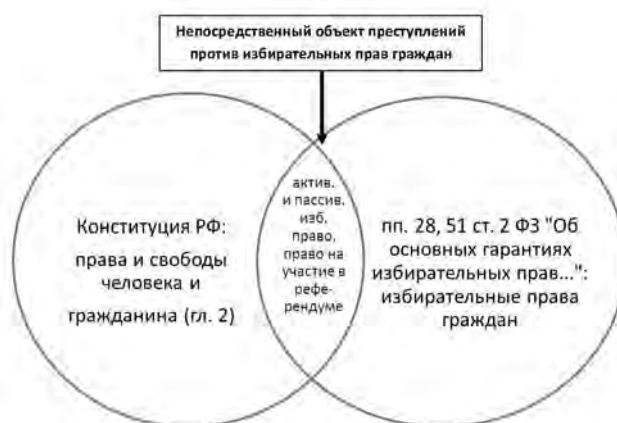 Непосредственный объект преступлений
против избирательных прав граждан
Конституция РФ:
права и свободы
человека и
гражданина (гл. 2)
актив.
и пассив.
изб.
право,
право на
участие в
рефе-
рендуме
пп. 28, 51 ст. 2 ФЗ "Об
основных гарантиях
избирательных прав...":
избирательные права
граждан